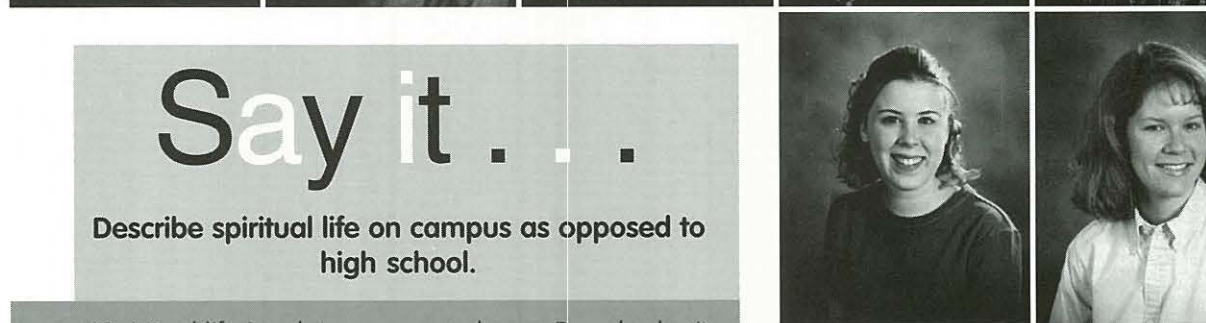 Say it . . .
Describe spiritual life on campus as opposed to
high school.